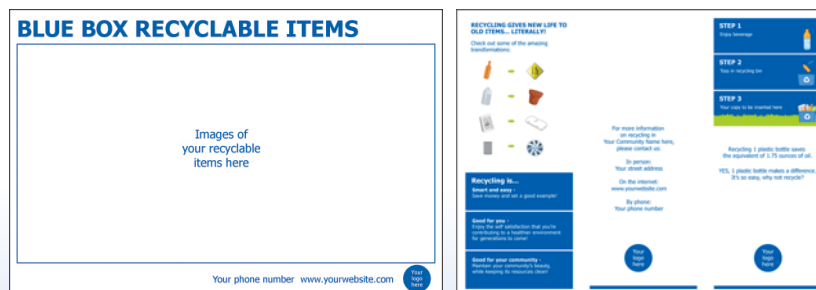 BLUE BOX RECYCLABLE ITEMS
Images of
your recyclable
items here
Your phone number www.yourwebsite.com
Your
logo
here
RECYCLING GIVES NEW LIFE TO
OLD ITEMS... LITERALLY!
Check out some of the amazing
transformations:
Recycling is...
Smart and easy -
Save money and set a good example!
Good for you -
Enjoy the self satisfaction that you're
contributing to a healthier environment
for generations to come!
Good for your community -
Maintain your community's beauty
while keeping its resources clean!
For more information
on recycling in
Your Community Name here,
please contact us:
In person:
Your street address
On the internet:
www.yourwebsite.com
By phone:
Your phone number
Your
logo
here
STEP 1
Enjoy beverage
STEP 2
Toss in recycling bin
STEP 3
Your copy to be inserted here
Recycling 1 plastic bottle saves
the equivalent of 1.75 ounces of oil.
YES, 1 plastic bottle makes a difference.
It's so easy, why not recycle?
Your
logo
here